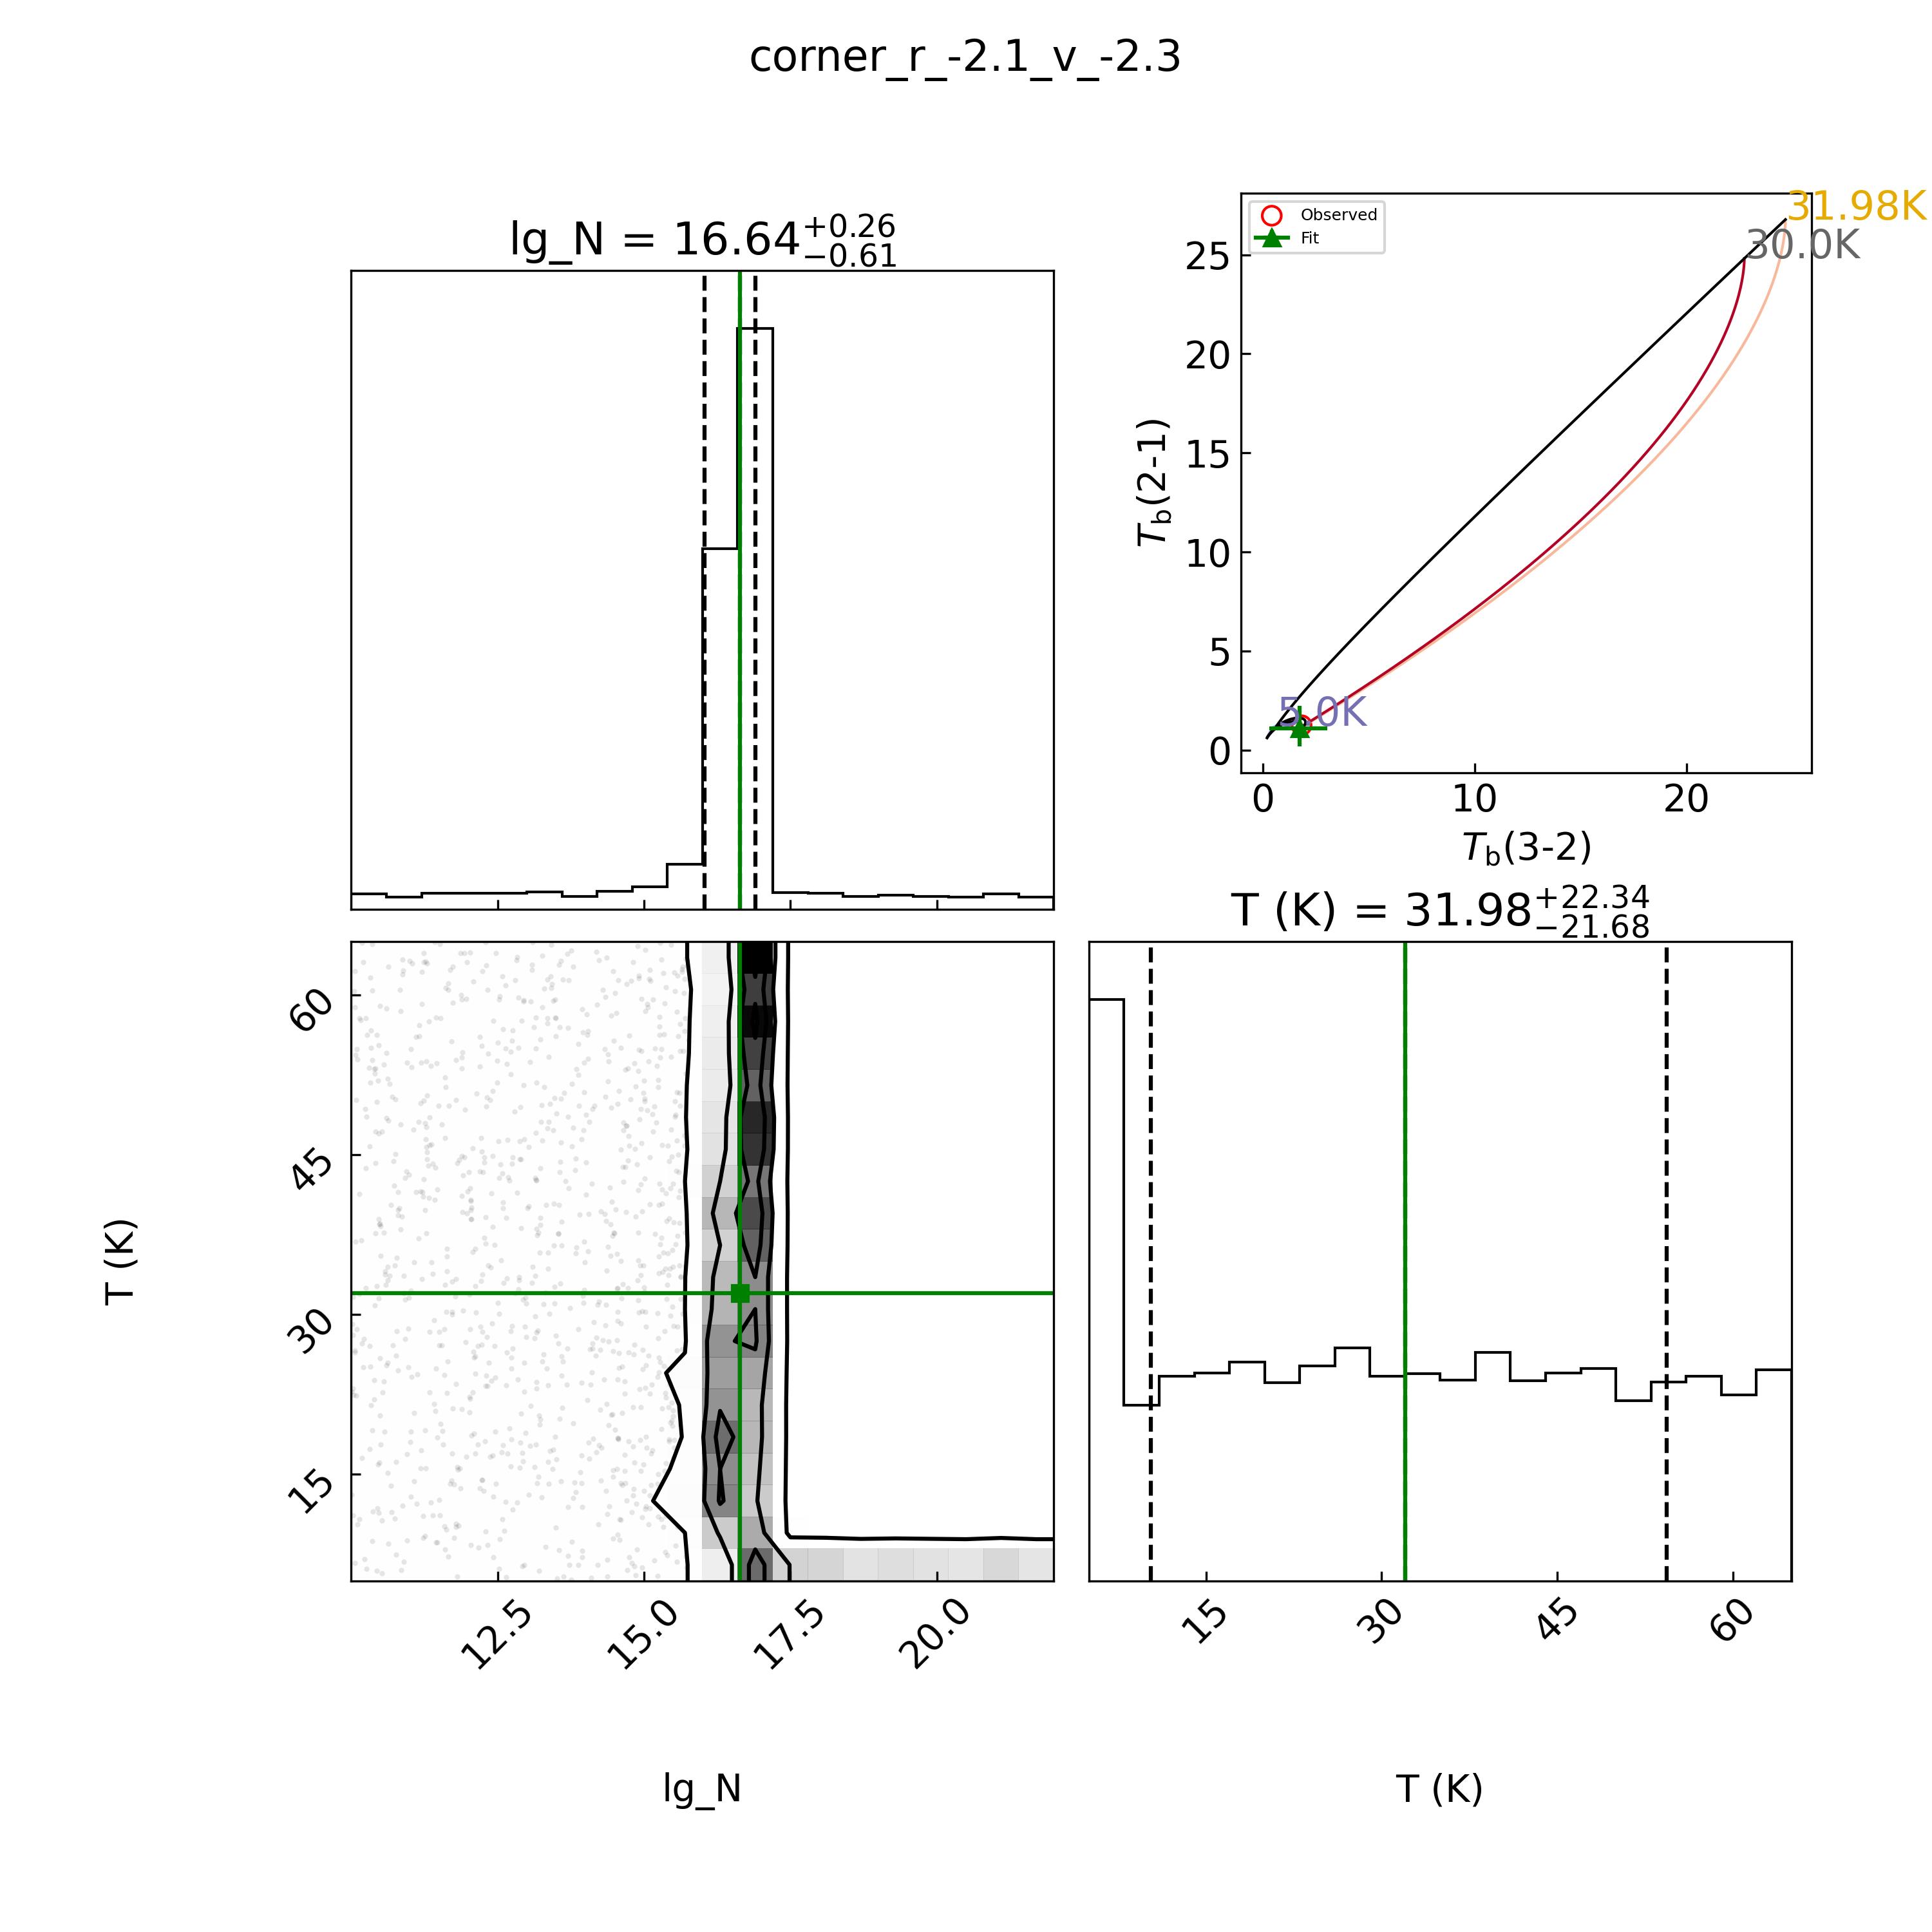 corner_r_-2.1_v_-2.3
lg_N = 16.64 +0.26 −0.61
31.98K
30.0K
Observed
Fit
25
20
15
10
5
0
T_b(2-1)
5.0K
0 10 20
T_b(3-2)
T (K) = 31.98 +22.34 −21.68
60
45
30
15
T (K)
12.5 15.0 17.5 20.0
lg_N
15 30 45 60
T (K)